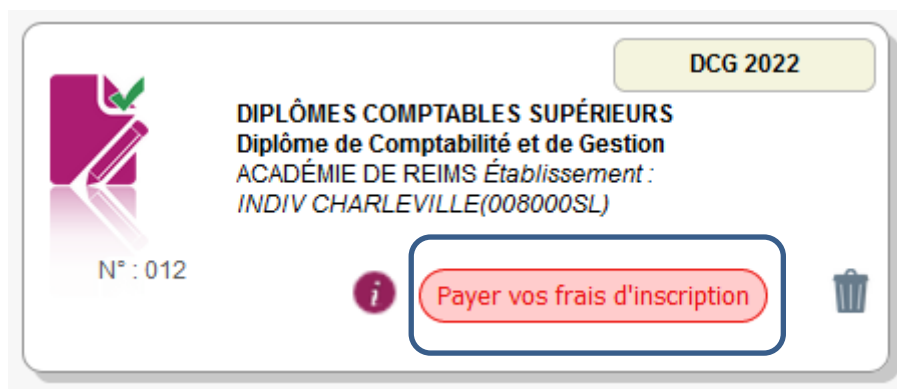 DCG 2022
DIPLÔMES COMPTABLES SUPÉRIEURS
Diplôme de Comptabilité et de Gestion
ACADÉMIE DE REIMS Établissement :
INDIV CHARLEVILLE(008000SL)
N° : 012
i
Payer vos frais d'inscription